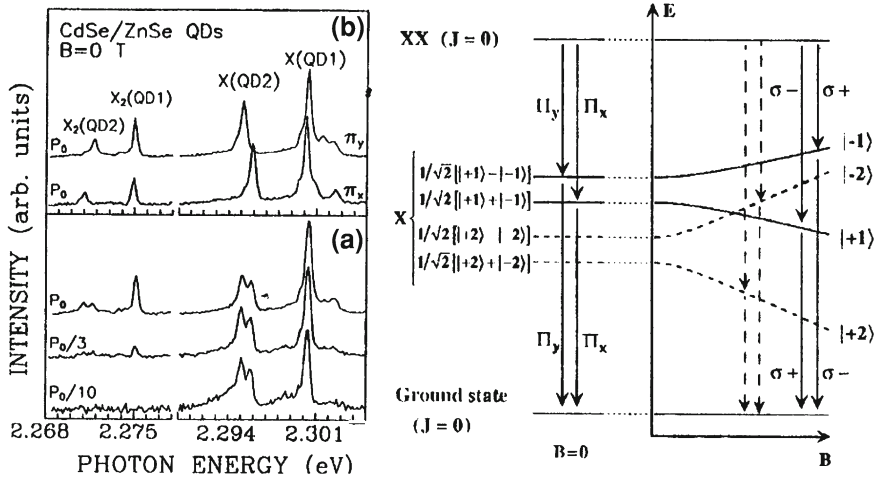 (b)
CdSe/ZnSe QDs
B=0 T
X(QD1)
X(QD2)
X₂(QD1)
X₂(QD2)
P₀
π_y
P₀
π_x
(a)
P₀
P₀/3
P₀/10
INTENSITY (arb. units)
2.268 2.275 2.294 2.301
PHOTON ENERGY (eV)
E
XX (J = 0)
Π_y Π_x
σ− σ+
|-1⟩
|-2⟩
|+1⟩
|+2⟩
X
1/√2[|+1⟩−|−1⟩]
1/√2[|+1⟩+|−1⟩]
1/√2[|+2⟩ |2⟩]
1/√2[|+2⟩+|−2⟩]
Π_y Π_x
σ+ σ−
Ground state
(J = 0)
B=0
B